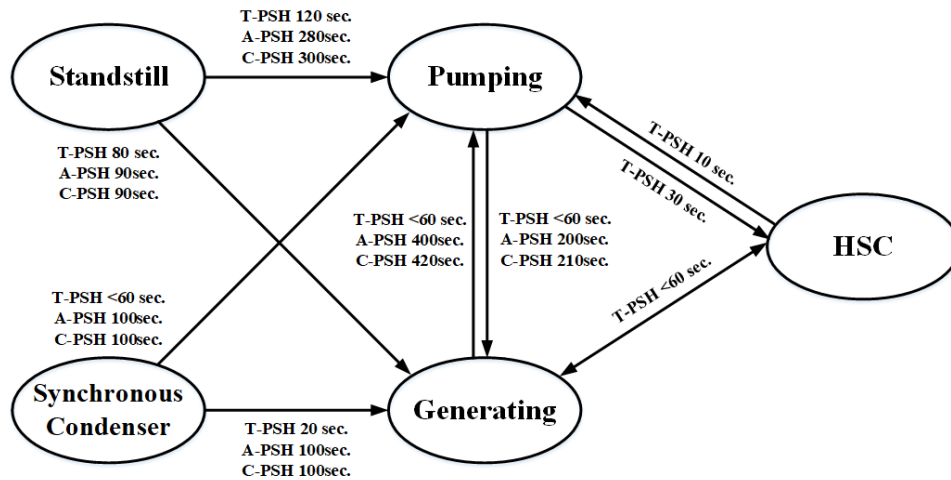 T-PSH 120 sec.
A-PSH 280sec.
C-PSH 300sec.
Standstill
Pumping
T-PSH 80 sec.
A-PSH 90sec.
C-PSH 90sec.
T-PSH 10 sec.
T-PSH 30 sec.
T-PSH <60 sec.
A-PSH 400sec.
C-PSH 420sec.
T-PSH <60 sec.
A-PSH 200sec.
C-PSH 210sec.
HSC
T-PSH <60 sec.
T-PSH <60 sec.
A-PSH 100sec.
C-PSH 100sec.
Synchronous
Condenser
Generating
T-PSH 20 sec.
A-PSH 100sec.
C-PSH 100sec.